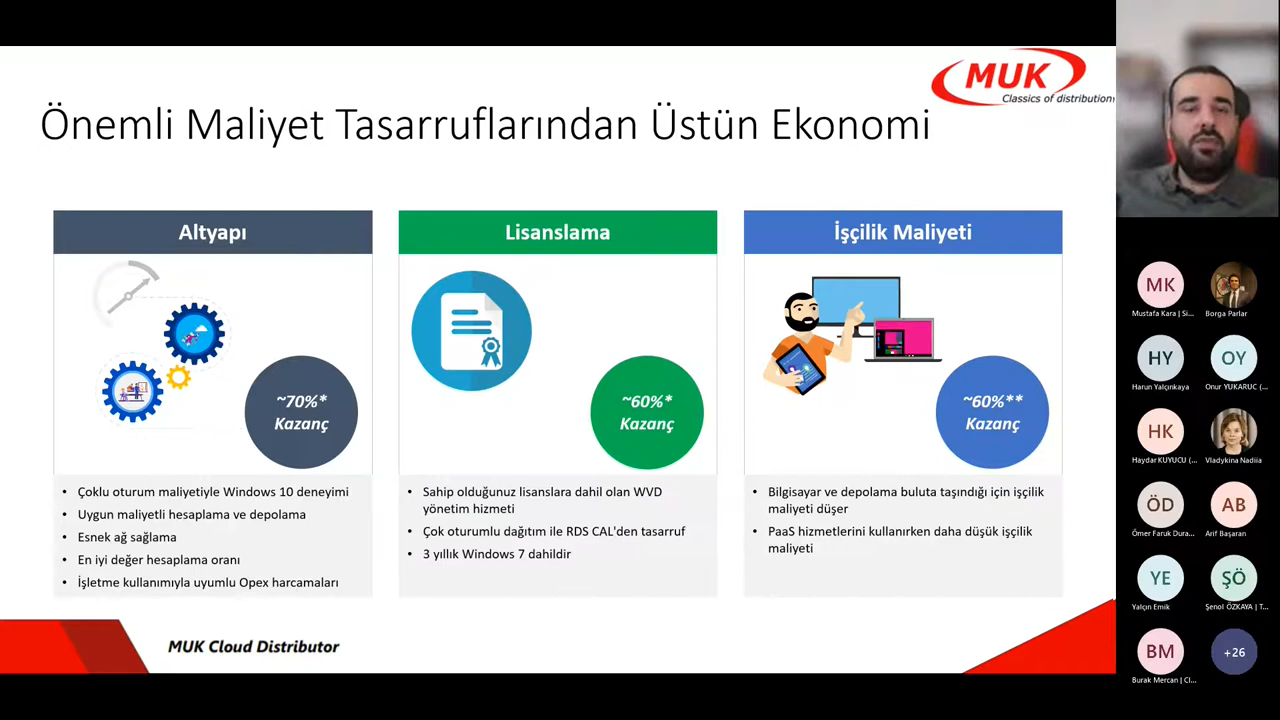 MUK
Classics of distribution
Önemli Maliyet Tasarruflarından Üstün Ekonomi
Altyapı
~70%*
Kazanç
• Çoklu oturum maliyetiyle Windows 10 deneyimi
• Uygun maliyetli hesaplama ve depolama
• Esnek ağ sağlama
• En iyi değer hesaplama oranı
• İşletme kullanımıyla uyumlu Opex harcamaları
Lisanslama
~60%*
Kazanç
• Sahip olduğunuz lisanslara dahil olan WVD
yönetim hizmeti
• Çok oturumlu dağıtım ile RDS CAL'den tasarruf
• 3 yıllık Windows 7 dahildir
İşçilik Maliyeti
~60%**
Kazanç
• Bilgisayar ve depolama buluta taşındığı için işçilik
maliyeti düşer
• PaaS hizmetlerini kullanırken daha düşük işçilik
maliyeti
MUK Cloud Distributor
MK
Mustafa Kara | Si...
Borga Parlar
HY
Harun Yalçınkaya
OY
Onur YUKARUC (...
HK
Haydar KUYUCU (...
Vladykina Nadiia
ÖD
Ömer Faruk Dura...
AB
Arif Başaran
YE
Yalçın Emik
ŞÖ
Şenol ÖZKAYA | T...
BM
Burak Mercan | Cl...
+26